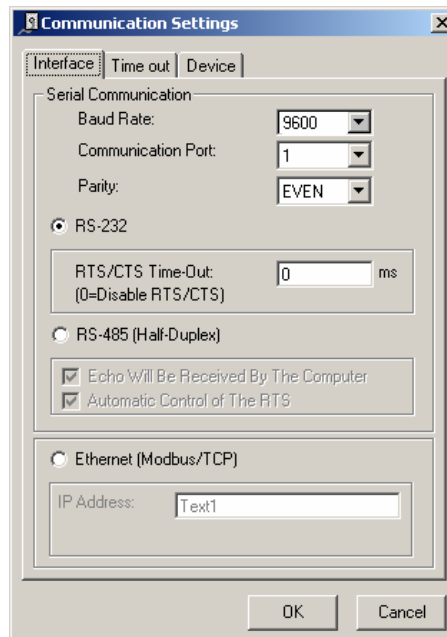 Communication Settings
Interface Time out Device
Serial Communication
Baud Rate: 9600
Communication Port: 1
Parity: EVEN
RS-232
RTS/CTS Time-Out: 0 ms
(0=Disable RTS/CTS)
RS-485 (Half-Duplex)
Echo Will Be Received By The Computer
Automatic Control of The RTS
Ethernet (Modbus/TCP)
IP Address: Text1
OK Cancel